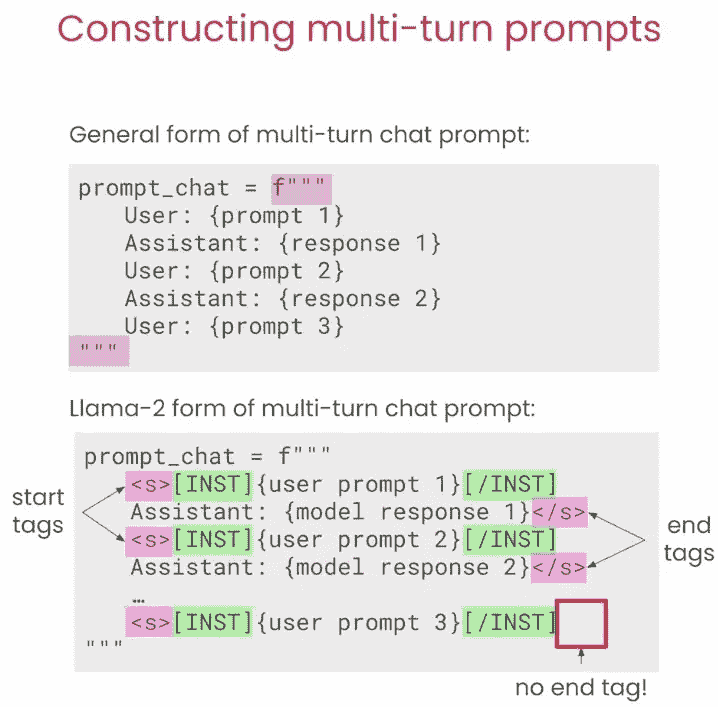 Constructing multi-turn prompts
General form of multi-turn chat prompt:
prompt_chat = f"""
User: {prompt 1}
Assistant: {response 1}
User: {prompt 2}
Assistant: {response 2}
User: {prompt 3}
"""
Llama-2 form of multi-turn chat prompt:
prompt_chat = f"""
<s>[INST]{user prompt 1}[/INST]
Assistant: {model response 1}</s>
<s>[INST]{user prompt 2}[/INST]
Assistant: {model response 2}</s>
…
<s>[INST]{user prompt 3}[/INST]
"""
start
tags
end
tags
no end tag!